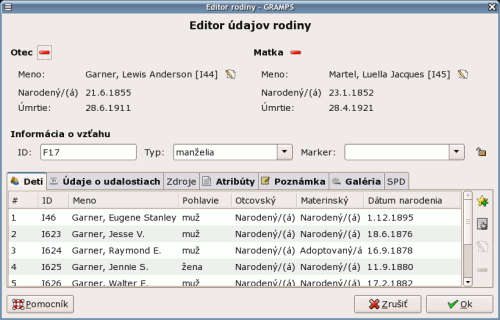 Editor rodiny - GRAMPS
Editor údajov rodiny
Otec Matka
Meno: Garner, Lewis Anderson [I44] Meno: Martel, Luella Jacques [I45]
Narodený/(á) 21.6.1855 Narodený/(á) 23.1.1852
Úmrtie: 28.6.1911 Úmrtie: 28.4.1921
Informácia o vzťahu
ID: F17 Typ: manželia Marker:
Deti Údaje o udalostiach Zdroje Atribúty Poznámka Galéria SPD
# ID Meno Pohlavie Otcovský Materinský Dátum narodenia
1 I46 Garner, Eugene Stanley muž Narodený/(á) Narodený/(á) 1.12.1895
2 I623 Garner, Jesse V. muž Narodený/(á) Narodený/(á) 18.6.1876
3 I624 Garner, Raymond E. muž Narodený/(á) Adoptovaný/á 16.9.1878
4 I625 Garner, Jennie S. žena Narodený/(á) Narodený/(á) 11.9.1880
5 I626 Garner, Walter E. muž Narodený/(á) Narodený/(á) 17.2.1882
Pomocník Zrušiť Ok